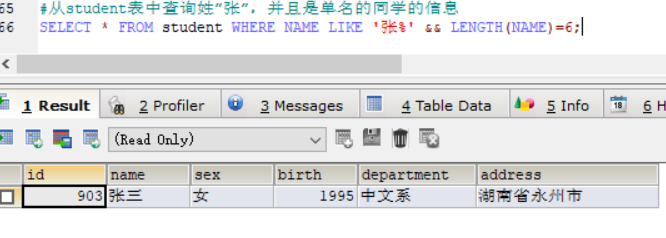 65 #从student表中查询姓"张"，并且是单名的同学的信息
66 SELECT * FROM student WHERE NAME LIKE '张%' && LENGTH(NAME)=6;
1 Result 2 Profiler 3 Messages 4 Table Data 5 Info 18 6 H
(Read Only)
id name sex birth department address
903 张三 女 1995 中文系 湖南省永州市